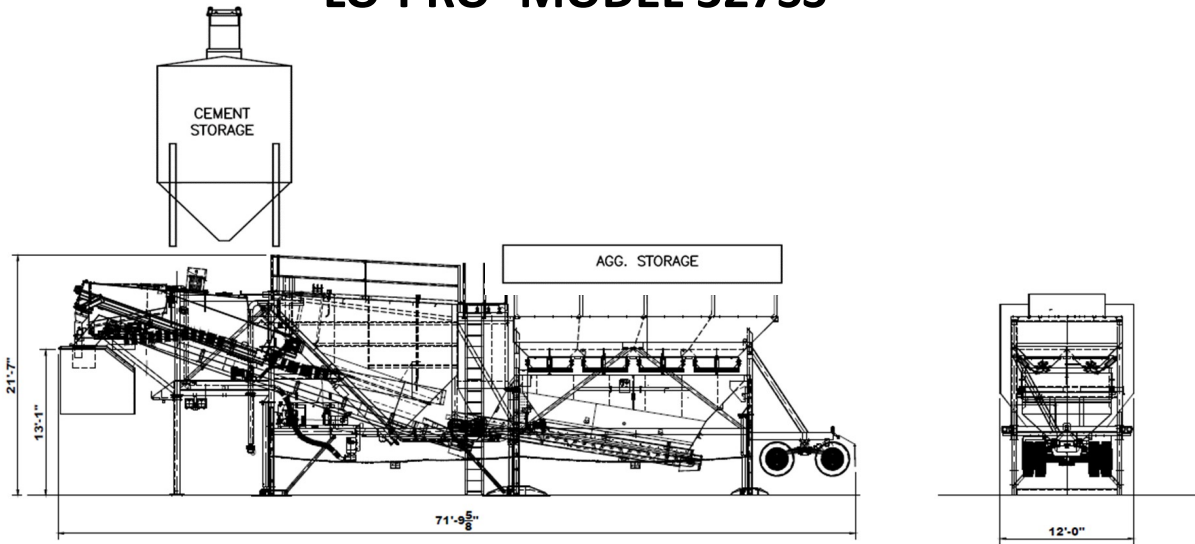 CEMENT
STORAGE
AGG. STORAGE
21'-7"
13'-1"
71'-9 5/8"
12'-0"